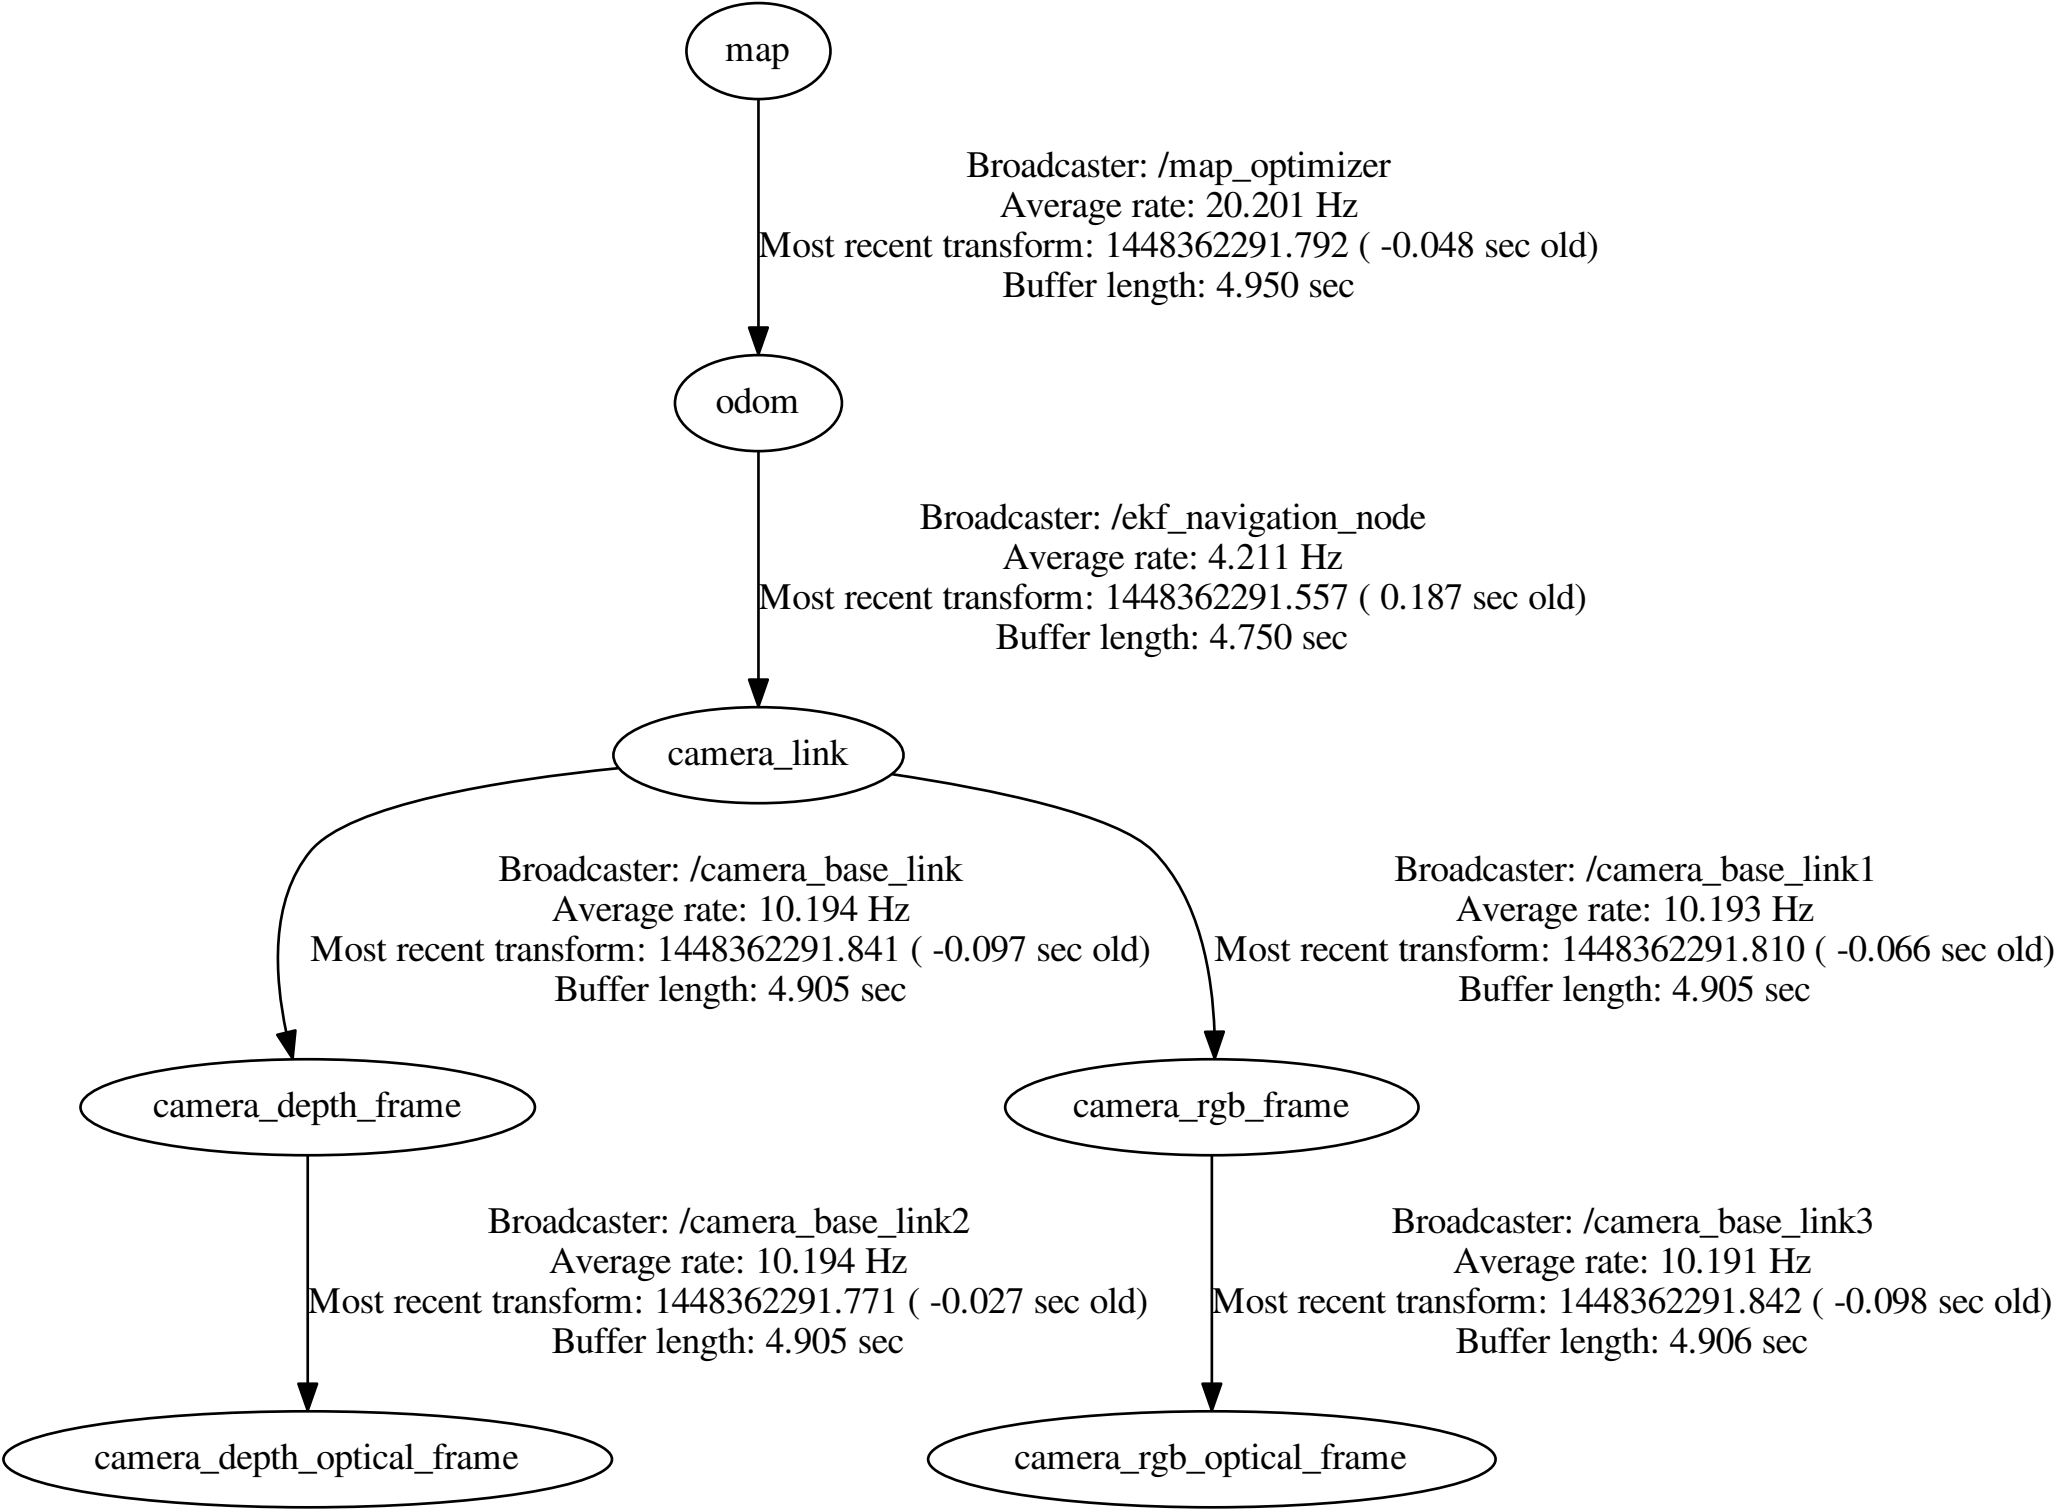 map
Broadcaster: /map_optimizer
Average rate: 20.201 Hz
Most recent transform: 1448362291.792 ( -0.048 sec old)
Buffer length: 4.950 sec
odom
Broadcaster: /ekf_navigation_node
Average rate: 4.211 Hz
Most recent transform: 1448362291.557 ( 0.187 sec old)
Buffer length: 4.750 sec
camera_link
Broadcaster: /camera_base_link
Average rate: 10.194 Hz
Most recent transform: 1448362291.841 ( -0.097 sec old)
Buffer length: 4.905 sec
Broadcaster: /camera_base_link1
Average rate: 10.193 Hz
Most recent transform: 1448362291.810 ( -0.066 sec old)
Buffer length: 4.905 sec
camera_depth_frame
camera_rgb_frame
Broadcaster: /camera_base_link2
Average rate: 10.194 Hz
Most recent transform: 1448362291.771 ( -0.027 sec old)
Buffer length: 4.905 sec
Broadcaster: /camera_base_link3
Average rate: 10.191 Hz
Most recent transform: 1448362291.842 ( -0.098 sec old)
Buffer length: 4.906 sec
camera_depth_optical_frame
camera_rgb_optical_frame